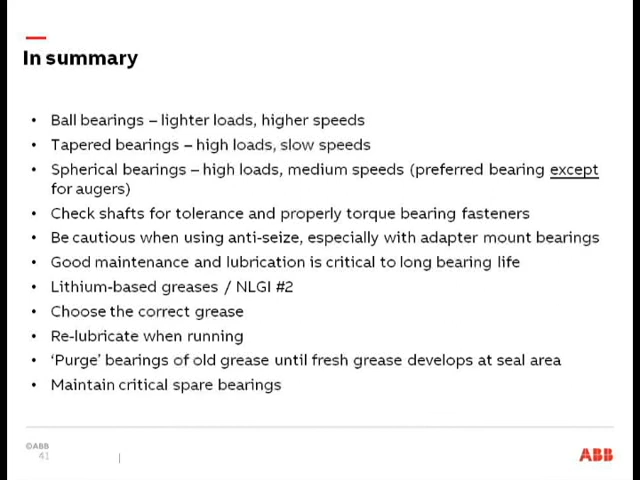 In summary
• Ball bearings – lighter loads, higher speeds
• Tapered bearings – high loads, slow speeds
• Spherical bearings – high loads, medium speeds (preferred bearing except
for augers)
• Check shafts for tolerance and properly torque bearing fasteners
• Be cautious when using anti-seize, especially with adapter mount bearings
• Good maintenance and lubrication is critical to long bearing life
• Lithium-based greases / NLGI #2
• Choose the correct grease
• Re-lubricate when running
• ‘Purge’ bearings of old grease until fresh grease develops at seal area
• Maintain critical spare bearings
©ABB
41 |
ABB